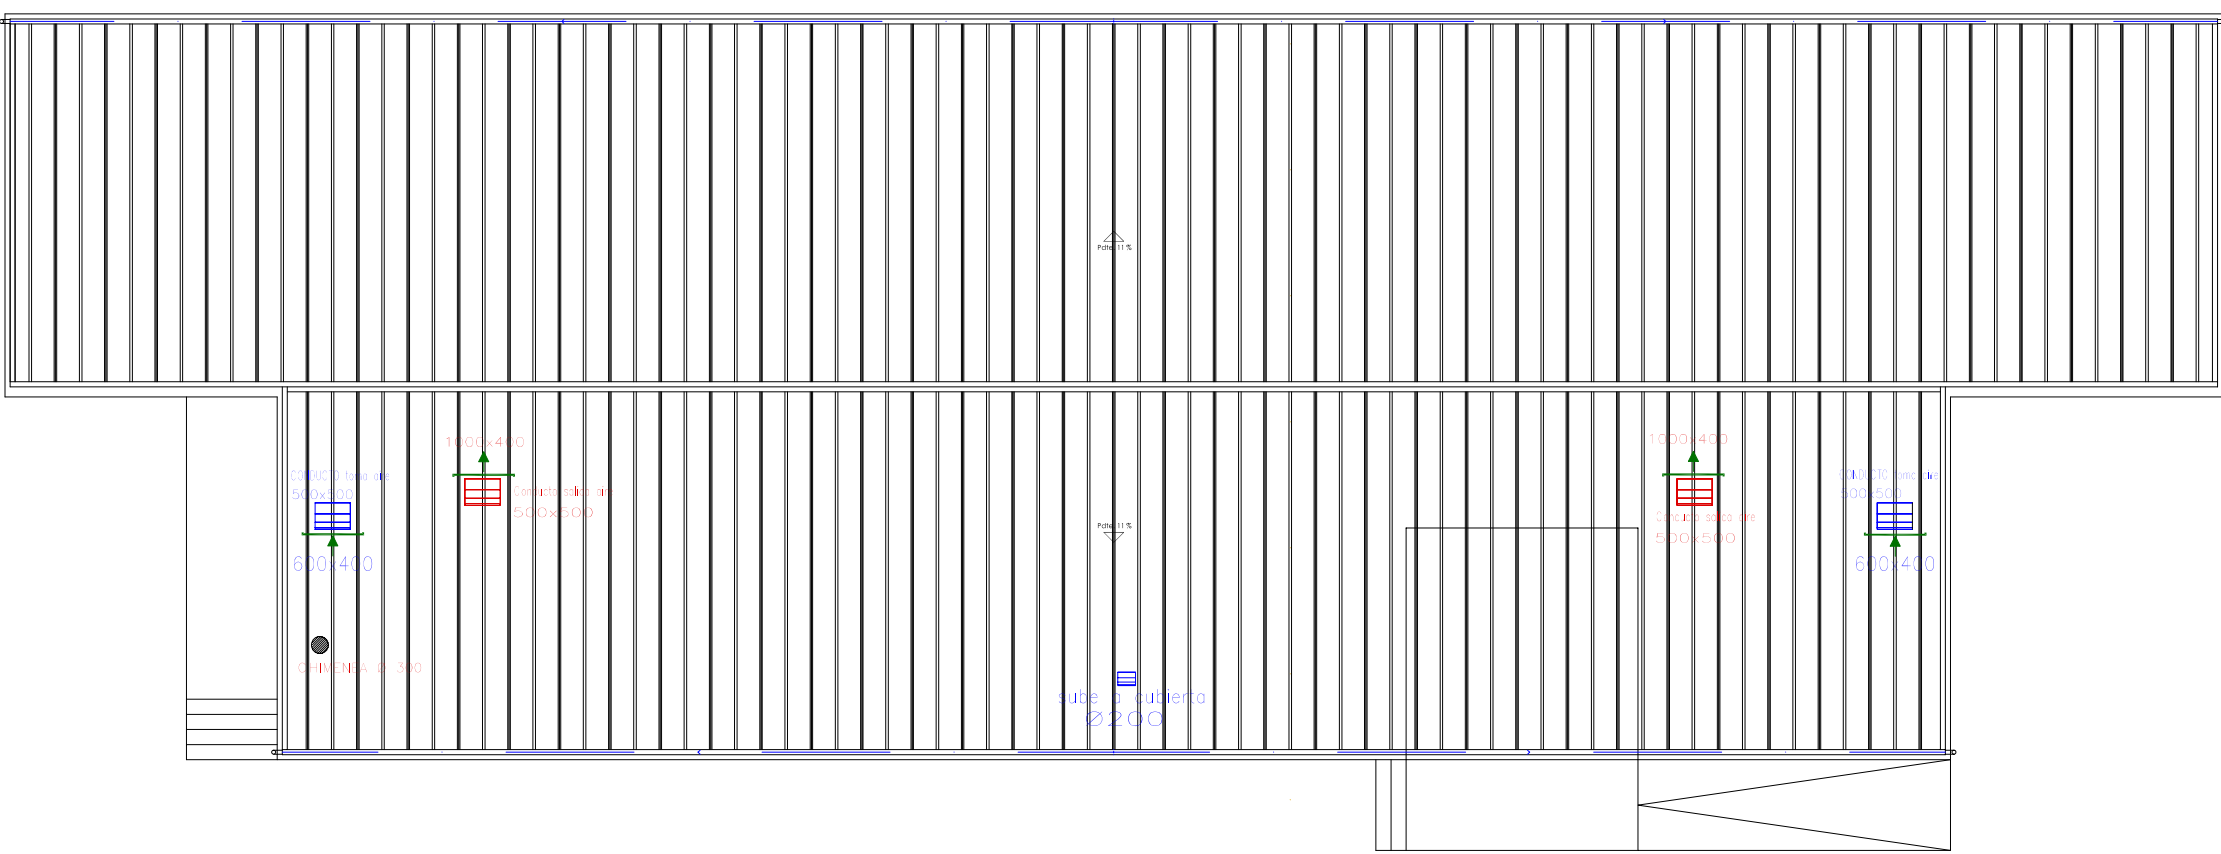 Pdte. 11%
1000x400
1000x400
CONDUCTO toma aire
500x500
Conducto salida aire
500x500
600x400
Pdte. 11%
Conducto salida aire
500x500
CONDUCTO toma aire
500x500
600x400
CHIMENEA Ø 300
sube a cubierta
Ø200